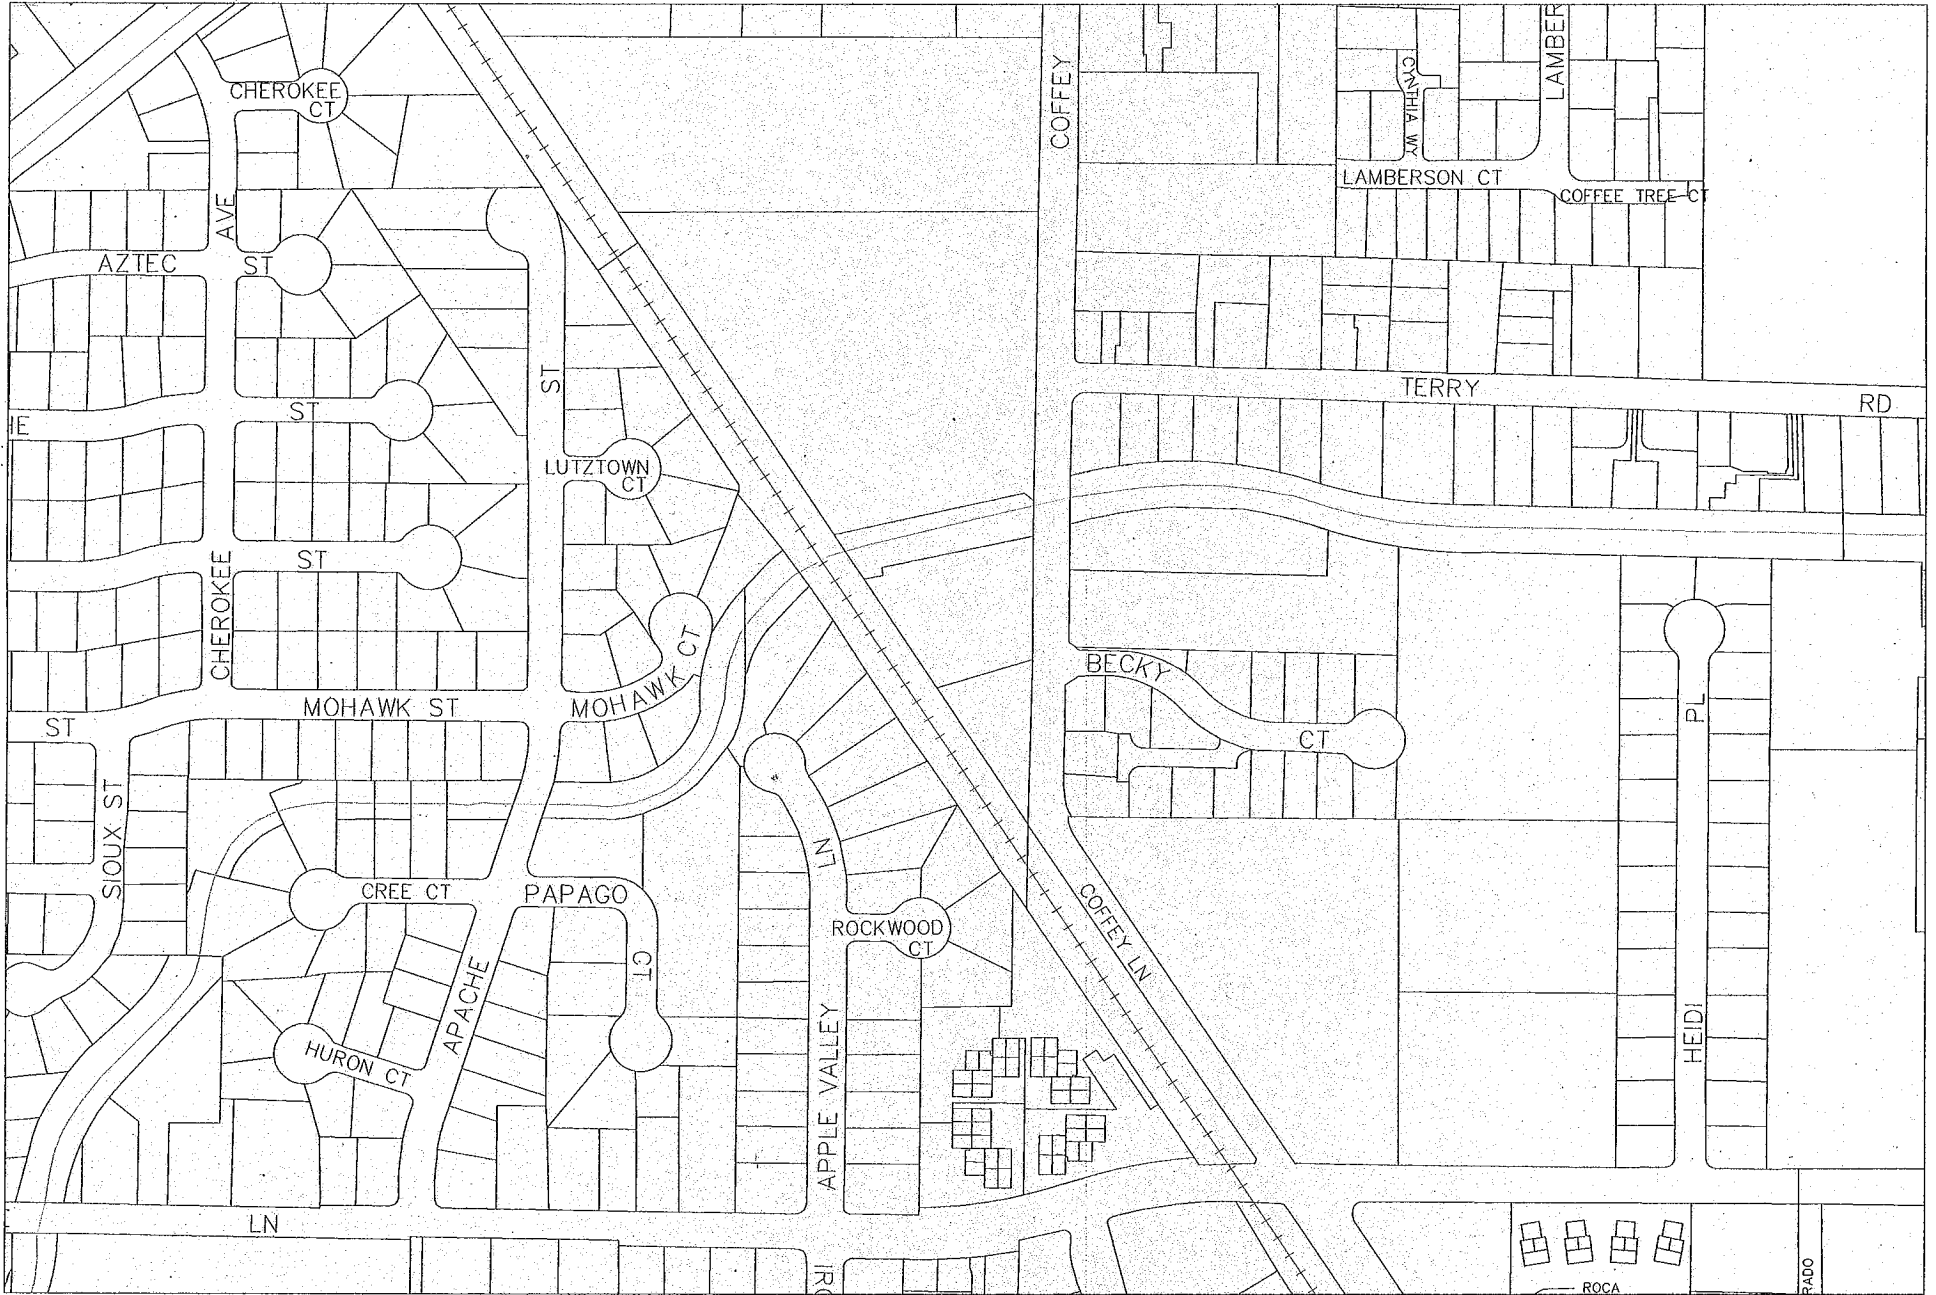 CHEROKEE
CT
COFFEY
CYNTHIA WY
LAMBER
LAMBERSON CT
COFFEE TREE CT
AVE
AZTEC
ST
ST
TERRY
RD
ST
LUTZTOWN
CT
ST
CHEROKEE
MOHAWK CT
BECKY
CT
PL
MOHAWK ST
ST
SIOUX ST
LN
CREE CT
PAPAGO
CT
ROCKWOOD
CT
COFFEY LN
APACHE
HURON CT
APPLE VALLEY
HEIDI
LN
ROCA
RADO